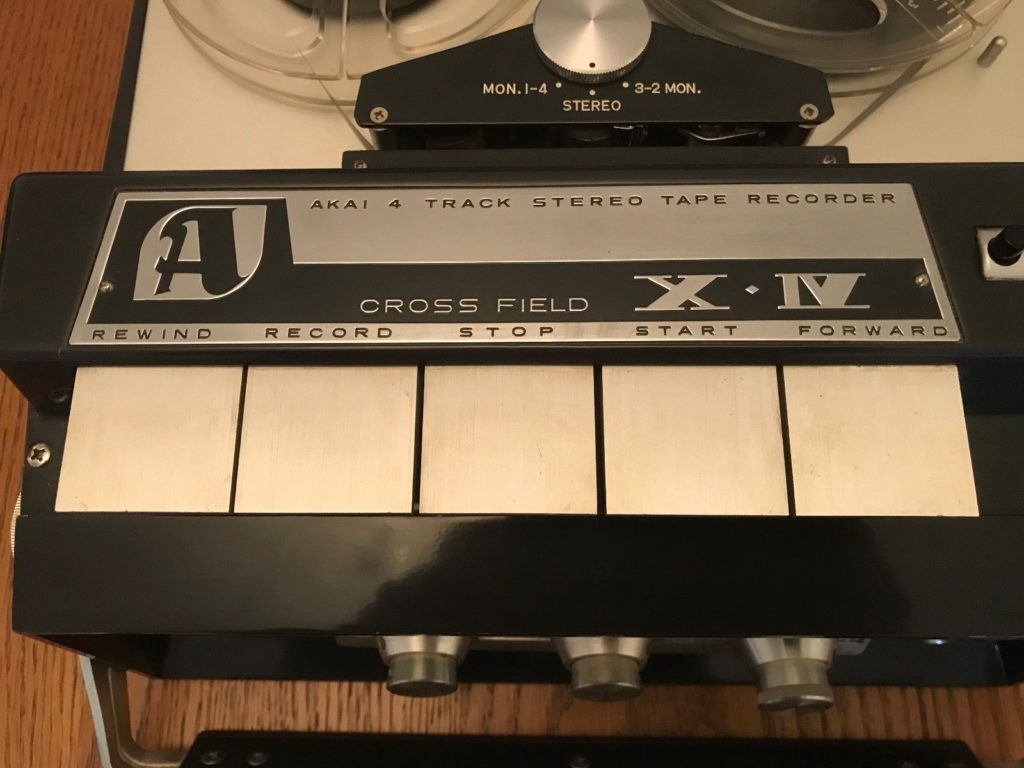 MON. 1-4 3-2 MON.
STEREO
A
AKAI 4 TRACK STEREO TAPE RECORDER
CROSS FIELD X·IV
REWIND RECORD STOP START FORWARD